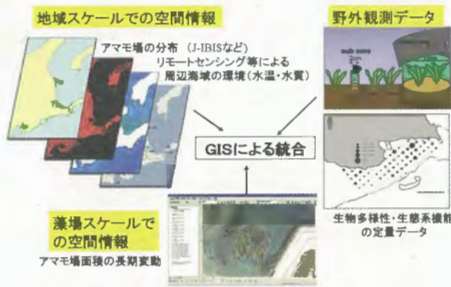 地域スケールでの空間情報
アマモ場の分布 (J-IBISなど)
リモートセンシング等による
周辺海域の環境(水温・水質)
野外観測データ
sub core
GISによる統合
生物多様性・生態系機能
の定量データ
藻場スケールで
の空間情報
アマモ場面積の長期変動